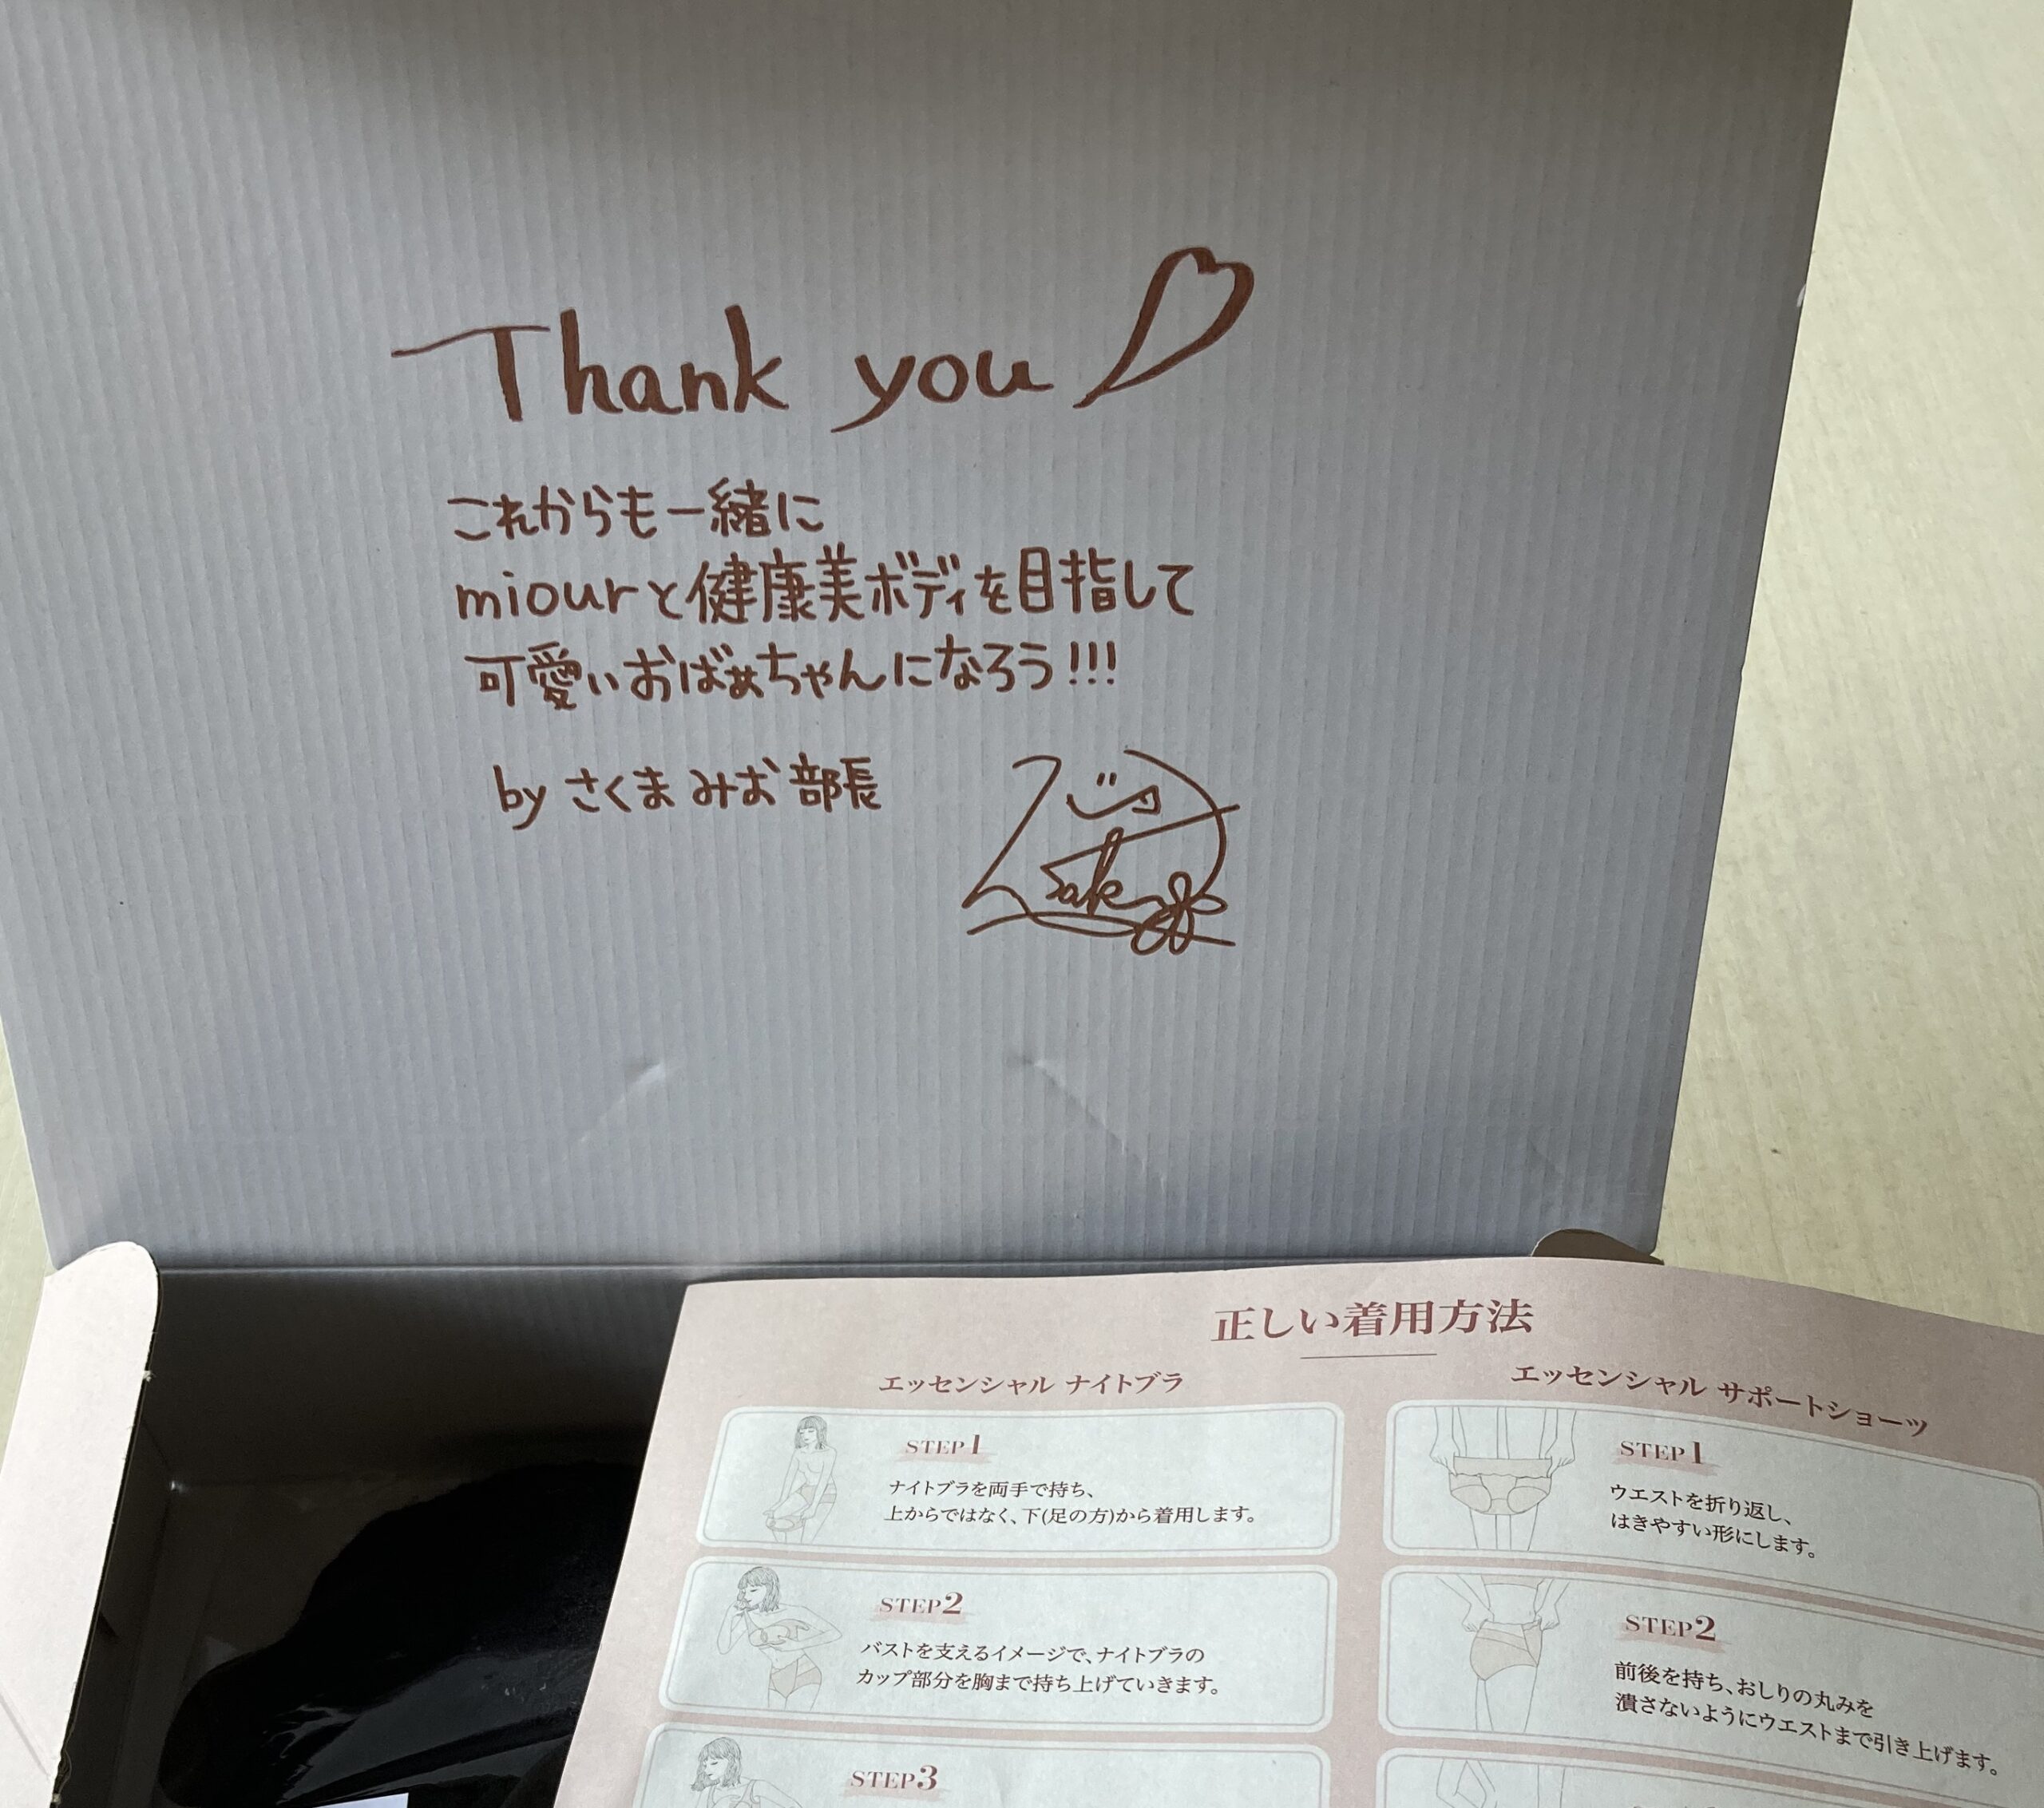 Thank you
これからも一緒に
miourと健康美ボディを目指して
可愛いおばぁちゃんになろう!!!
by さくまみお部長
正しい着用方法
エッセンシャル ナイトブラ
STEP1
ナイトブラを両手で持ち、
上からではなく、下(足の方)から着用します。
STEP2
バストを支えるイメージで、ナイトブラの
カップ部分を胸まで持ち上げていきます。
STEP3
エッセンシャル サポートショーツ
STEP1
ウエストを折り返し、
はきやすい形にします。
STEP2
前後を持ち、おしりの丸みを
潰さないようにウエストまで引き上げます。